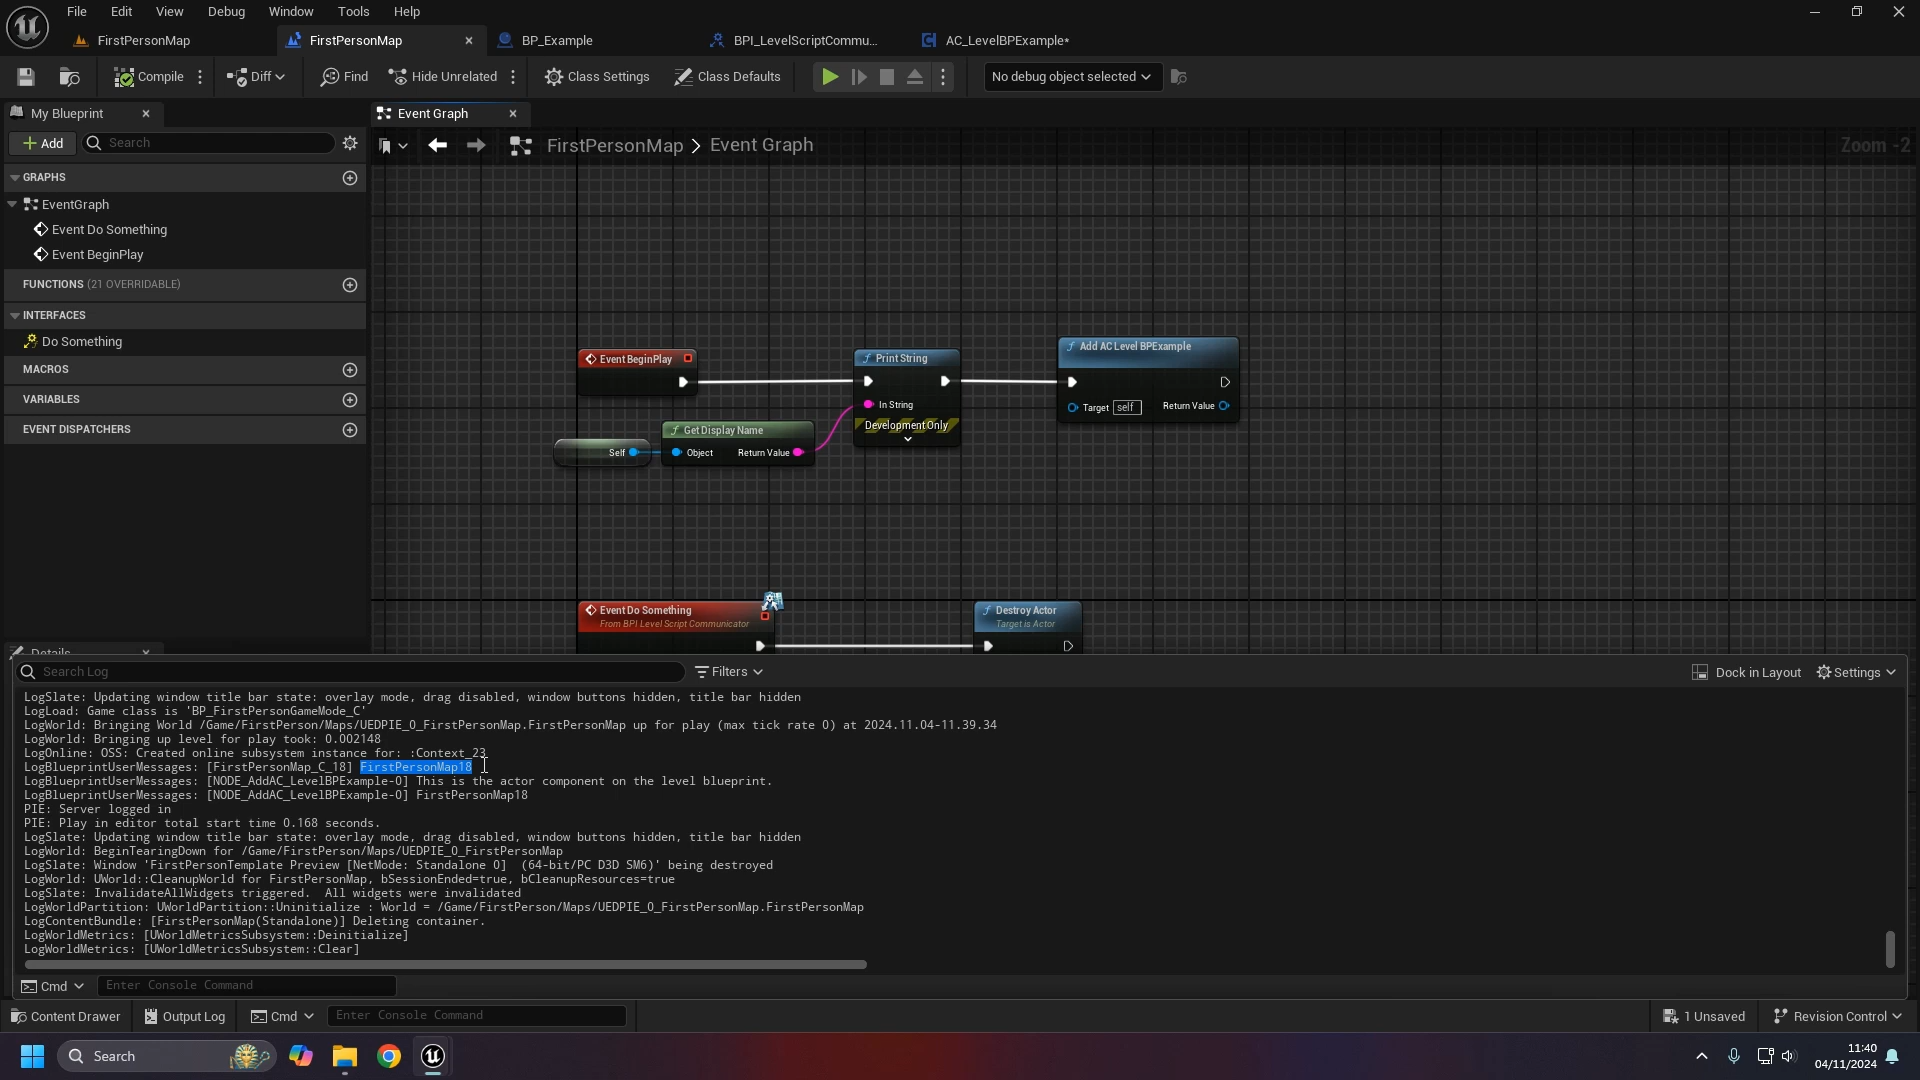 File Edit View Debug Window Tools Help
FirstPersonMap FirstPersonMap BP_Example BPI_LevelScriptCommu... AC_LevelBPExample*
Compile Diff Find Hide Unrelated Class Settings Class Defaults No debug object selected
My Blueprint Event Graph
Add Search FirstPersonMap > Event Graph Zoom -2
GRAPHS
EventGraph
Event Do Something
Event BeginPlay
FUNCTIONS (21 OVERRIDABLE)
INTERFACES
Do Something
MACROS
VARIABLES
EVENT DISPATCHERS
Event BeginPlay
Print String
In String
Development Only
Add AC Level BPExample
Target self Return Value
Self
Get Display Name
Object Return Value
Event Do Something
From BPI Level Script Communicator
Destroy Actor
Target is Actor
Details
Search Log Filters Dock in Layout Settings
LogSlate: Updating window title bar state: overlay mode, drag disabled, window buttons hidden, title bar hidden
LogLoad: Game class is 'BP_FirstPersonGameMode_C'
LogWorld: Bringing World /Game/FirstPerson/Maps/UEDPIE_0_FirstPersonMap.FirstPersonMap up for play (max tick rate 0) at 2024.11.04-11.39.34
LogWorld: Bringing up level for play took: 0.002148
LogOnline: OSS: Created online subsystem instance for: :Context_23
LogBlueprintUserMessages: [FirstPersonMap_C_18] FirstPersonMap18
LogBlueprintUserMessages: [NODE_AddAC_LevelBPExample-0] This is the actor component on the level blueprint.
LogBlueprintUserMessages: [NODE_AddAC_LevelBPExample-0] FirstPersonMap18
PIE: Server logged in
PIE: Play in editor total start time 0.168 seconds.
LogSlate: Updating window title bar state: overlay mode, drag disabled, window buttons hidden, title bar hidden
LogWorld: BeginTearingDown for /Game/FirstPerson/Maps/UEDPIE_0_FirstPersonMap
LogSlate: Window 'FirstPersonTemplate Preview [NetMode: Standalone 0]  (64-bit/PC D3D SM6)' being destroyed
LogWorld: UWorld::CleanupWorld for FirstPersonMap, bSessionEnded=true, bCleanupResources=true
LogSlate: InvalidateAllWidgets triggered.  All widgets were invalidated
LogWorldPartition: UWorldPartition::Uninitialize : World = /Game/FirstPerson/Maps/UEDPIE_0_FirstPersonMap.FirstPersonMap
LogContentBundle: [FirstPersonMap(Standalone)] Deleting container.
LogWorldMetrics: [UWorldMetricsSubsystem::Deinitialize]
LogWorldMetrics: [UWorldMetricsSubsystem::Clear]
Cmd Enter Console Command
Content Drawer Output Log Cmd Enter Console Command 1 Unsaved Revision Control
Search 11:40
04/11/2024